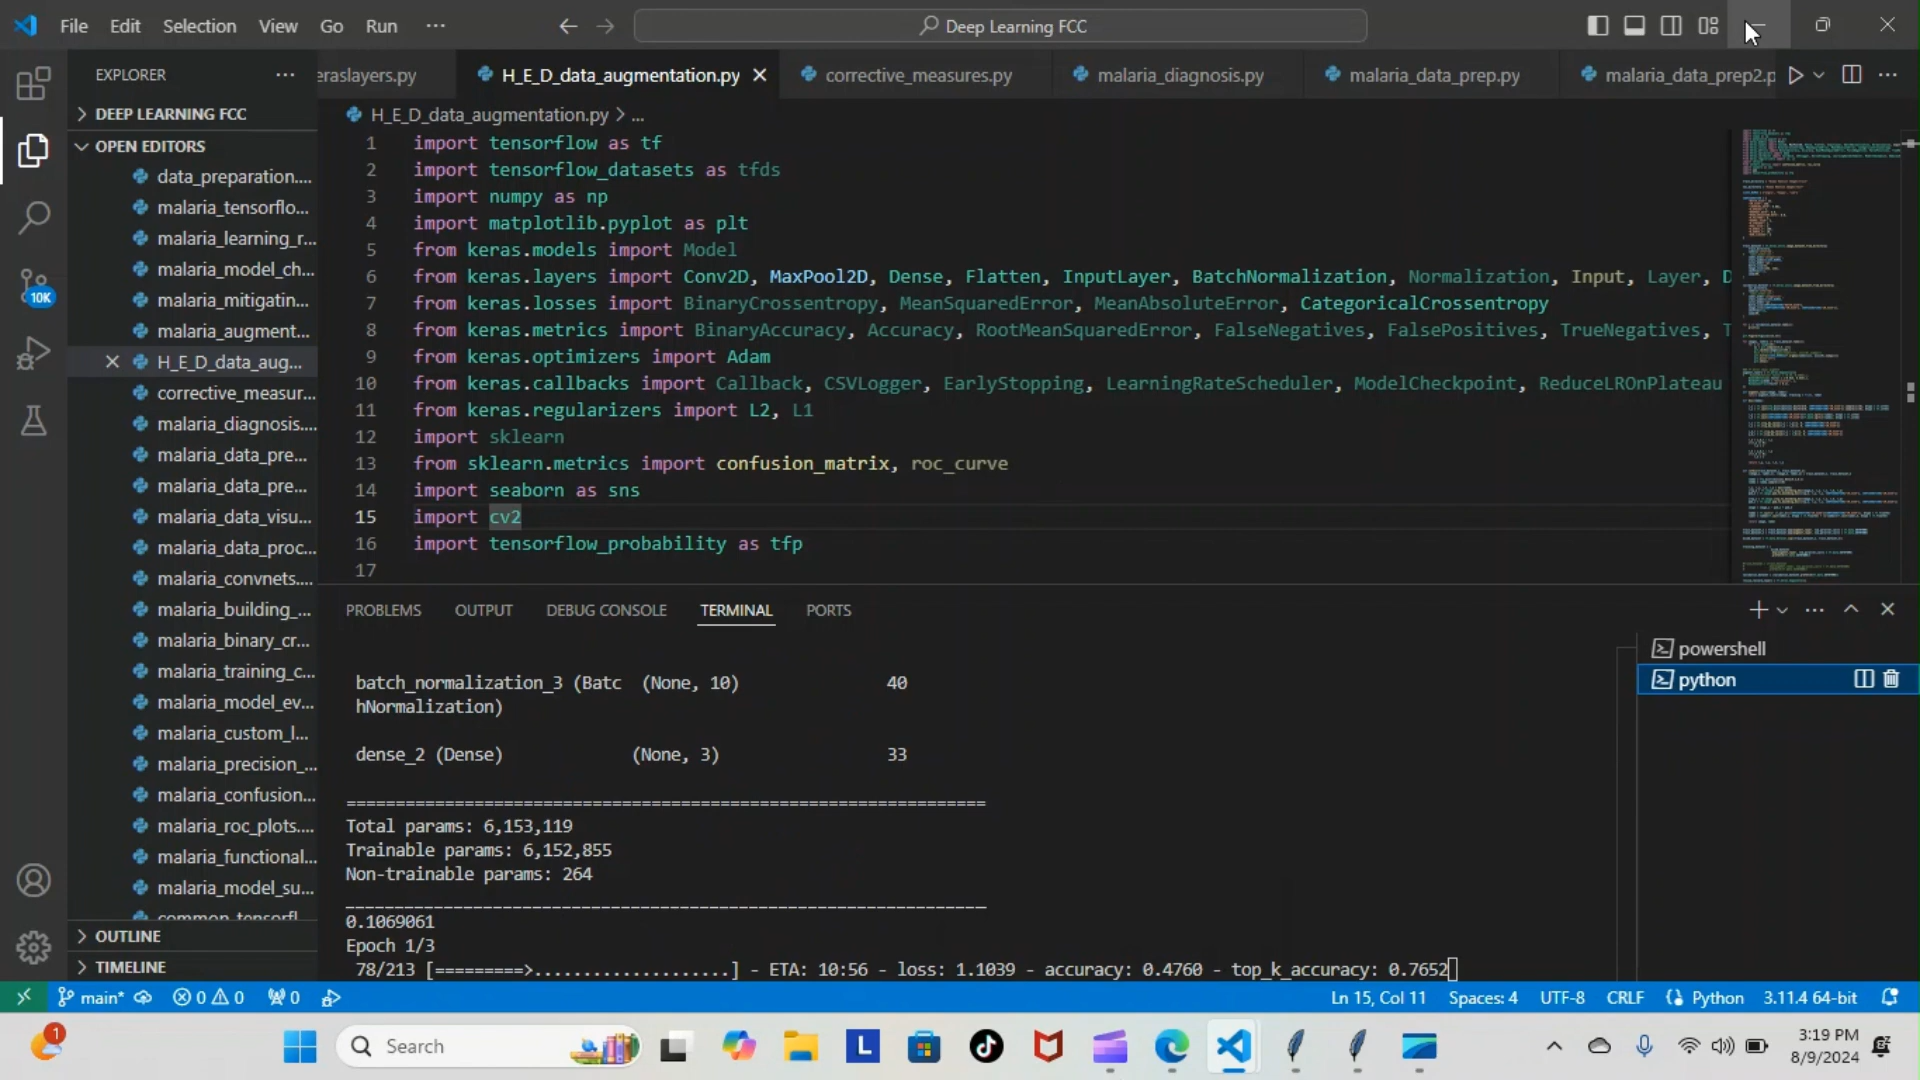 File Edit Selection View Go Run ···
Deep Learning FCC
EXPLORER
DEEP LEARNING FCC
OPEN EDITORS
data_preparation....
malaria_tensorflo...
malaria_learning_r...
malaria_model_ch...
malaria_mitigatin...
malaria_augment...
H_E_D_data_aug...
corrective_measur...
malaria_diagnosis....
malaria_data_pre...
malaria_data_pre...
malaria_data_visu...
malaria_data_proc...
malaria_convnets....
malaria_building_...
malaria_binary_cr...
malaria_training_c...
malaria_model_ev...
malaria_custom_l...
malaria_precision_...
malaria_confusion...
malaria_roc_plots....
malaria_functional...
malaria_model_su...
common_tensorfl
OUTLINE
TIMELINE
10K
eraslayers.py H_E_D_data_augmentation.py corrective_measures.py malaria_diagnosis.py malaria_data_prep.py malaria_data_prep2.p
H_E_D_data_augmentation.py > ...
1 import tensorflow as tf
2 import tensorflow_datasets as tfds
3 import numpy as np
4 import matplotlib.pyplot as plt
5 from keras.models import Model
6 from keras.layers import Conv2D, MaxPool2D, Dense, Flatten, InputLayer, BatchNormalization, Normalization, Input, Layer, D
7 from keras.losses import BinaryCrossentropy, MeanSquaredError, MeanAbsoluteError, CategoricalCrossentropy
8 from keras.metrics import BinaryAccuracy, Accuracy, RootMeanSquaredError, FalseNegatives, FalsePositives, TrueNegatives, T
9 from keras.optimizers import Adam
10 from keras.callbacks import Callback, CSVLogger, EarlyStopping, LearningRateScheduler, ModelCheckpoint, ReduceLROnPlateau
11 from keras.regularizers import L2, L1
12 import sklearn
13 from sklearn.metrics import confusion_matrix, roc_curve
14 import seaborn as sns
15 import cv2
16 import tensorflow_probability as tfp
17
PROBLEMS OUTPUT DEBUG CONSOLE TERMINAL PORTS
powershell
python
batch_normalization_3 (Batc (None, 10) 40
hNormalization)
dense_2 (Dense) (None, 3) 33
=================================================================
Total params: 6,153,119
Trainable params: 6,152,855
Non-trainable params: 264
_________________________________________________________________
0.1069061
Epoch 1/3
78/213 [=========>....................] - ETA: 10:56 - loss: 1.1039 - accuracy: 0.4760 - top_k_accuracy: 0.7652
main* 0 0 0 Ln 15, Col 11 Spaces: 4 UTF-8 CRLF Python 3.11.4 64-bit
1 Search L 3:19 PM
8/9/2024